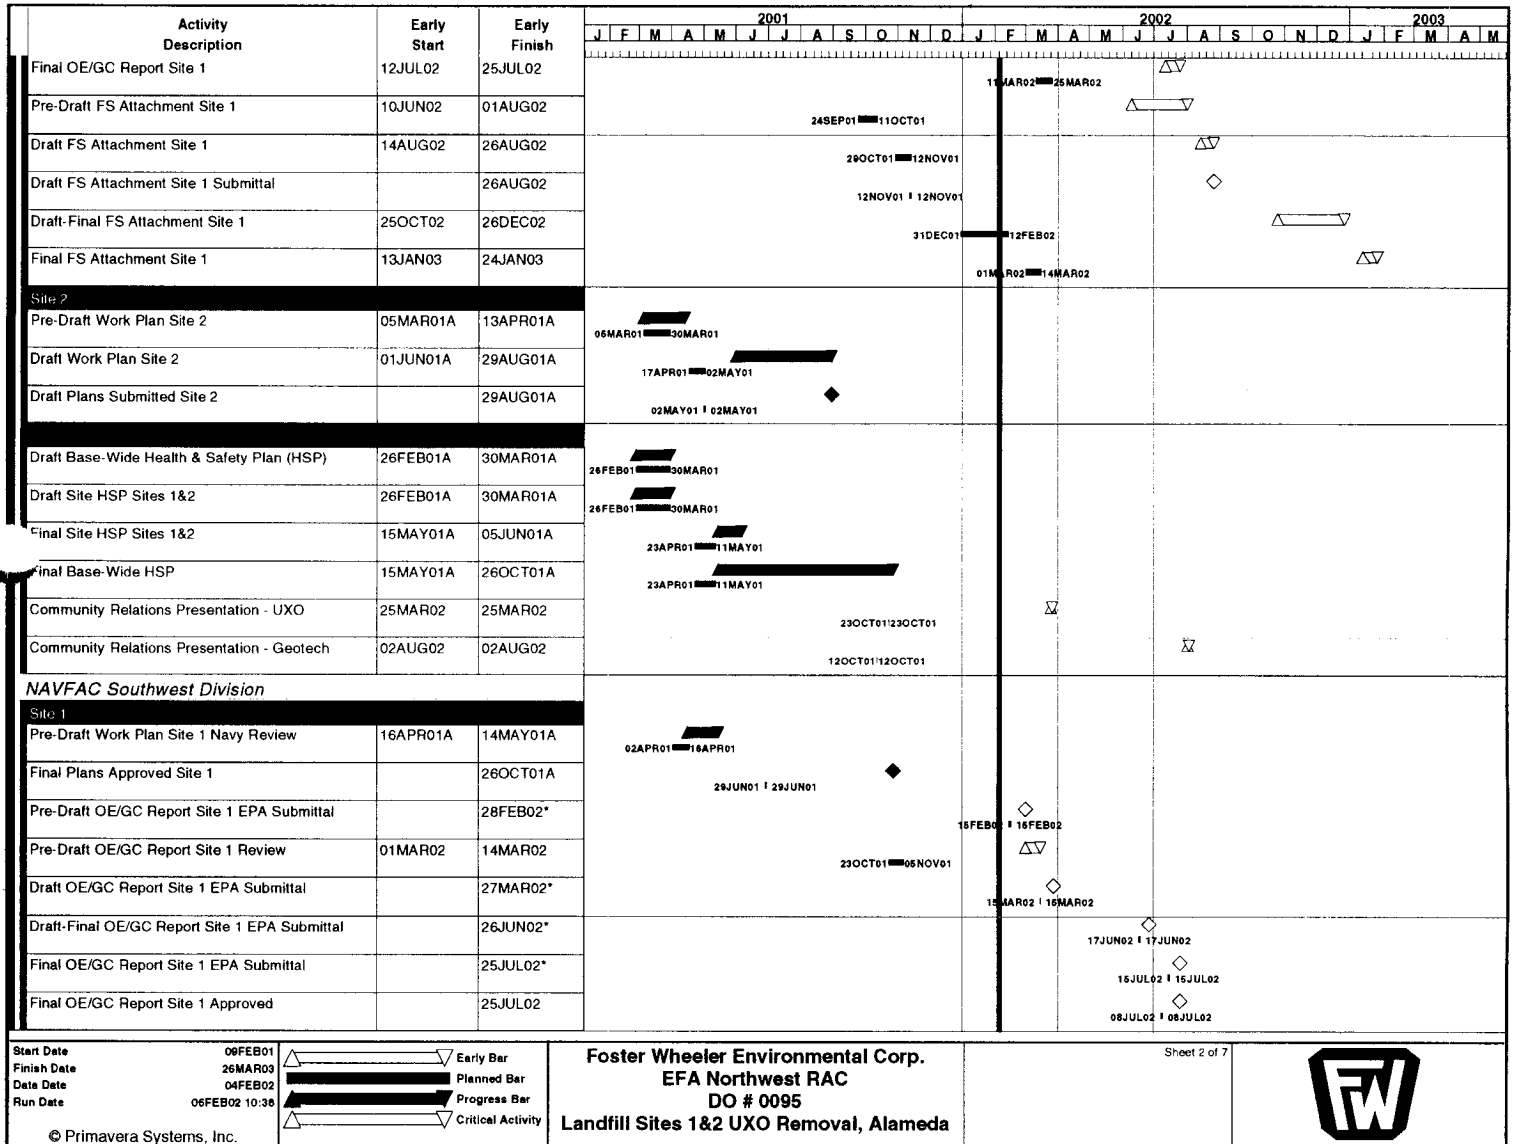 Activity Description Early Start Early Finish
2001 2002 2003
J F M A M J J A S O N D J F M A M J J A S O N D J F M A M
Final OE/GC Report Site 1 12JUL02 25JUL02
11MAR02 25MAR02
Pre-Draft FS Attachment Site 1 10JUN02 01AUG02
24SEP01 11OCT01
Draft FS Attachment Site 1 14AUG02 26AUG02
29OCT01 12NOV01
Draft FS Attachment Site 1 Submittal 26AUG02
12NOV01 12NOV01
Draft-Final FS Attachment Site 1 25OCT02 26DEC02
31DEC01 12FEB02
Final FS Attachment Site 1 13JAN03 24JAN03
01MAR02 14MAR02
Site 2
Pre-Draft Work Plan Site 2 05MAR01A 13APR01A
05MAR01 30MAR01
Draft Work Plan Site 2 01JUN01A 29AUG01A
17APR01 02MAY01
Draft Plans Submitted Site 2 29AUG01A
02MAY01 02MAY01
Draft Base-Wide Health & Safety Plan (HSP) 26FEB01A 30MAR01A
26FEB01 30MAR01
Draft Site HSP Sites 1&2 26FEB01A 30MAR01A
26FEB01 30MAR01
Final Site HSP Sites 1&2 15MAY01A 05JUN01A
23APR01 11MAY01
Final Base-Wide HSP 15MAY01A 26OCT01A
23APR01 11MAY01
Community Relations Presentation - UXO 25MAR02 25MAR02
23OCT01 23OCT01
Community Relations Presentation - Geotech 02AUG02 02AUG02
12OCT01 12OCT01
NAVFAC Southwest Division
Site 1
Pre-Draft Work Plan Site 1 Navy Review 16APR01A 14MAY01A
02APR01 16APR01
Final Plans Approved Site 1 26OCT01A
29JUN01 29JUN01
Pre-Draft OE/GC Report Site 1 EPA Submittal 28FEB02*
15FEB02 15FEB02
Pre-Draft OE/GC Report Site 1 Review 01MAR02 14MAR02
23OCT01 05NOV01
Draft OE/GC Report Site 1 EPA Submittal 27MAR02*
15MAR02 15MAR02
Draft-Final OE/GC Report Site 1 EPA Submittal 26JUN02*
17JUN02 17JUN02
Final OE/GC Report Site 1 EPA Submittal 25JUL02*
15JUL02 15JUL02
Final OE/GC Report Site 1 Approved 25JUL02
08JUL02 08JUL02
Start Date 09FEB01
Finish Date 26MAR03
Data Date 04FEB02
Run Date 06FEB02 10:36
© Primavera Systems, Inc.
Early Bar
Planned Bar
Progress Bar
Critical Activity
Foster Wheeler Environmental Corp.
EFA Northwest RAC
DO # 0095
Landfill Sites 1&2 UXO Removal, Alameda
Sheet 2 of 7
FW